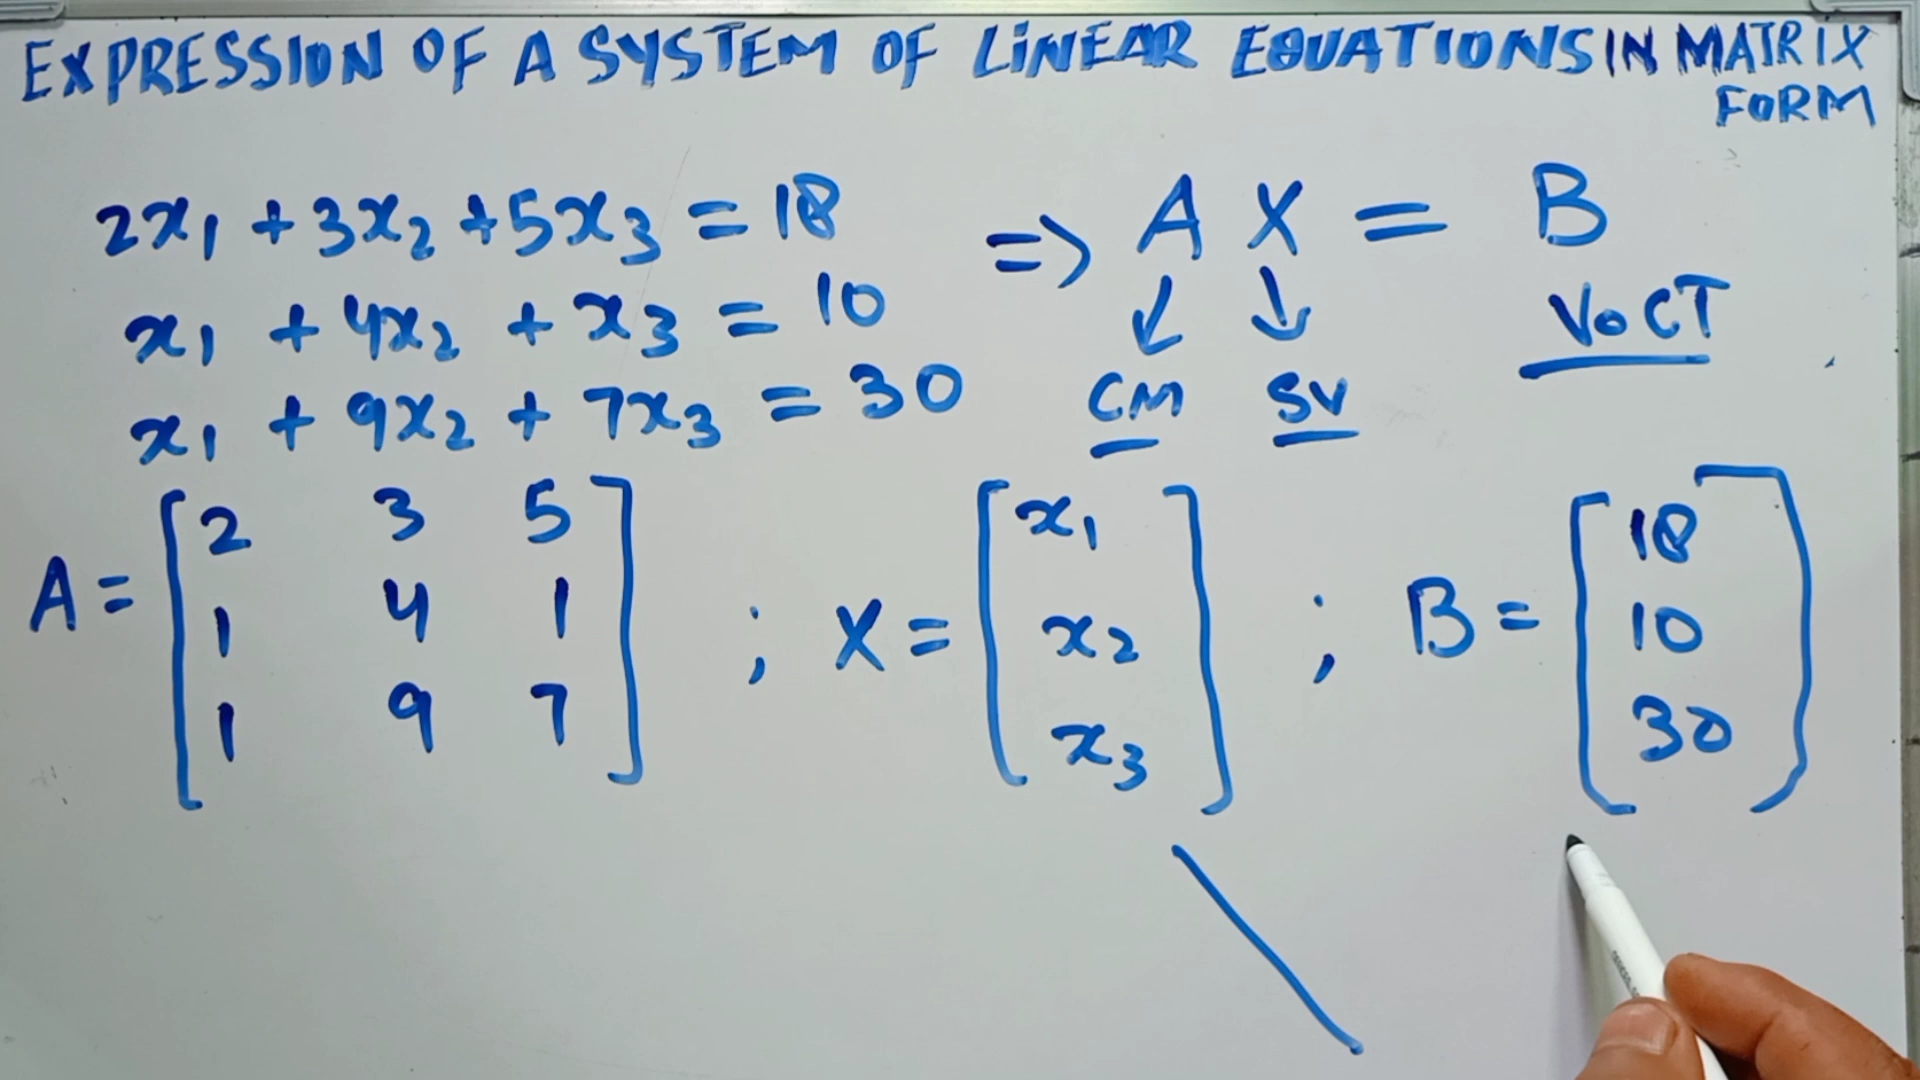 EXPRESSION OF A SYSTEM OF LINEAR EQUATIONS IN MATRIX
FORM
2x₁ + 3x₂ + 5x₃ = 18 => A X = B
x₁ + 4x₂ + x₃ = 10
x₁ + 9x₂ + 7x₃ = 30
CM SV VoCT
A = [2 3 5
1 4 1
1 9 7]
; X = [x₁
x₂
x₃]
; B = [18
10
30]